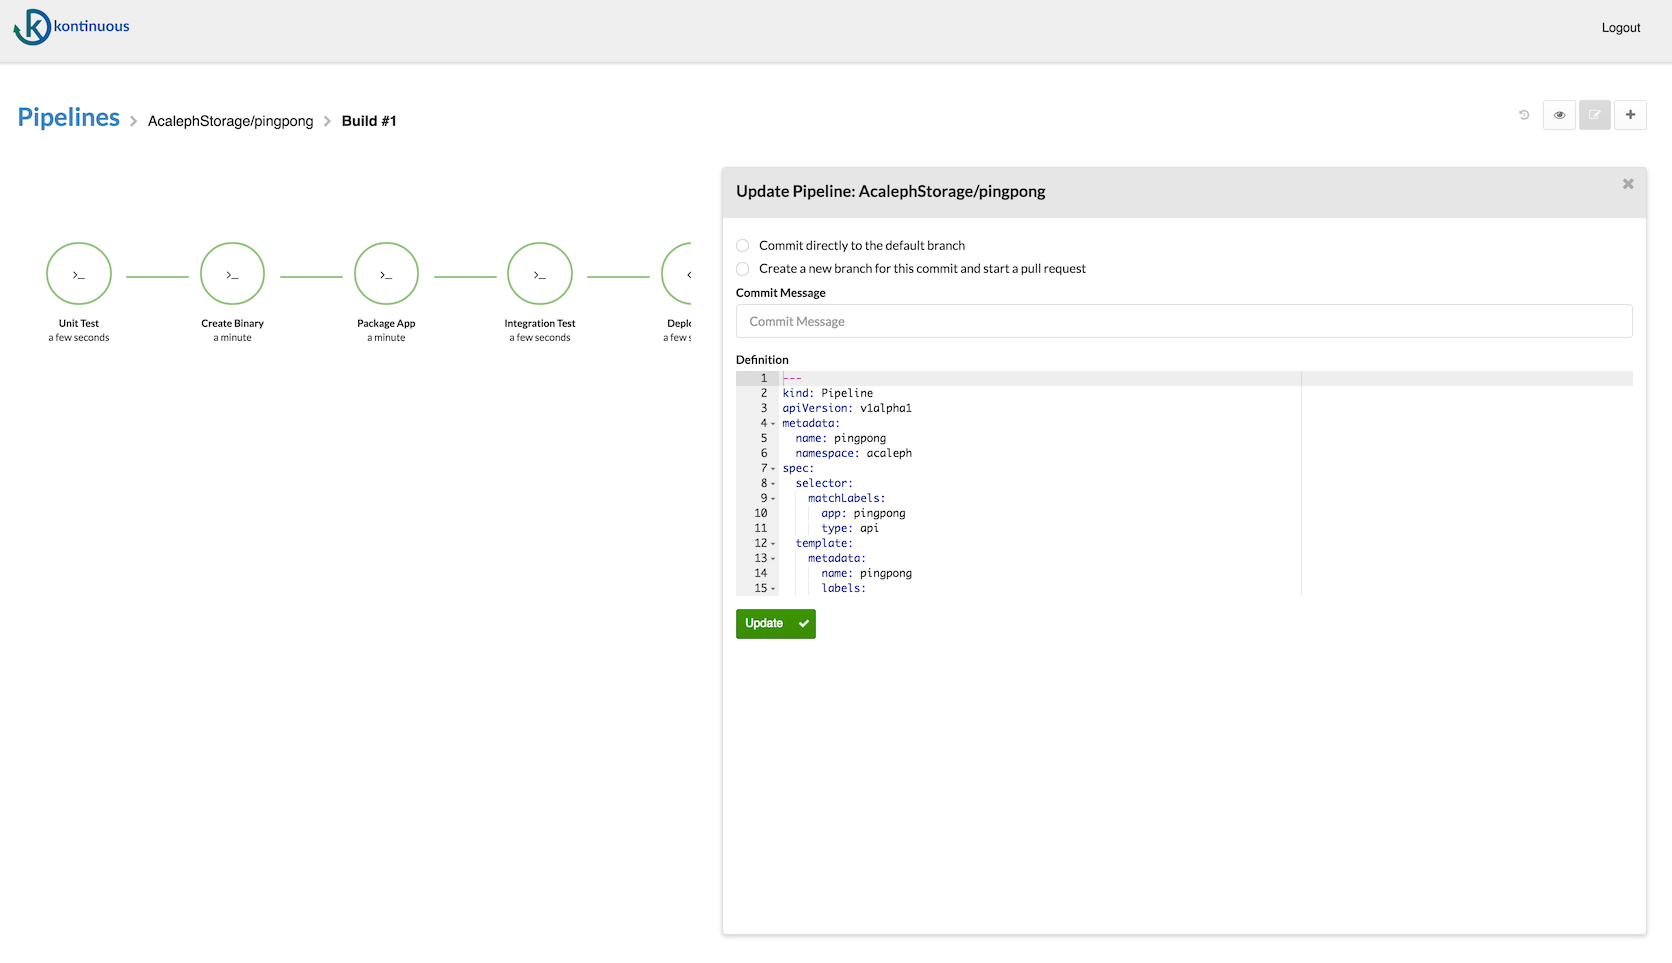 kontinuous
Logout
Pipelines > AcalephStorage/pingpong > Build #1
Update Pipeline: AcalephStorage/pingpong
Commit directly to the default branch
Create a new branch for this commit and start a pull request
Commit Message
Commit Message
Definition
1 ---
2 kind: Pipeline
3 apiVersion: v1alpha1
4 metadata:
5   name: pingpong
6   namespace: acaleph
7 spec:
8   selector:
9     matchLabels:
10       app: pingpong
11       type: api
12   template:
13     metadata:
14       name: pingpong
15       labels:
Update
>_ >_ >_ >_ <
Unit Test Create Binary Package App Integration Test Deplo
a few seconds a minute a minute a few seconds a few s